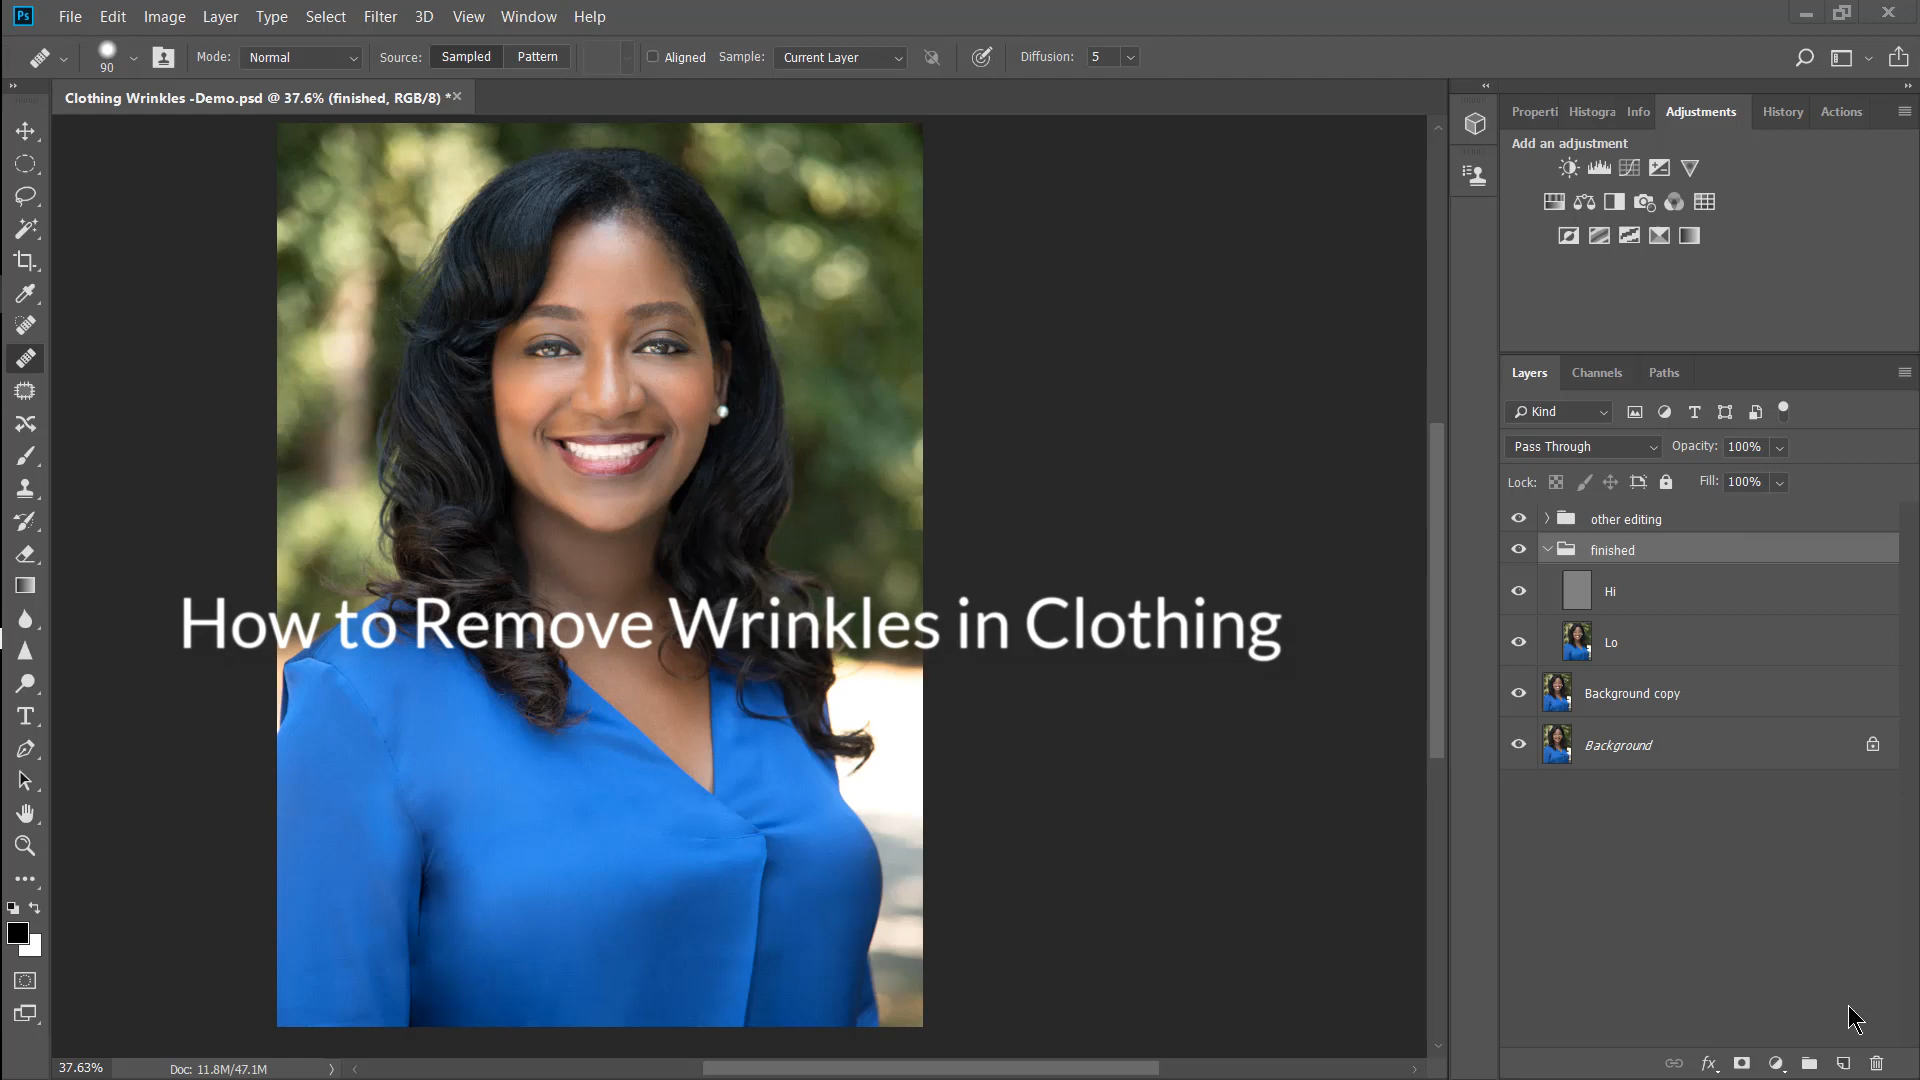 Ps File Edit Image Layer Type Select Filter 3D View Window Help
90 Mode: Normal Source: Sampled Pattern Aligned Sample: Current Layer Diffusion: 5
Clothing Wrinkles -Demo.psd @ 37.6% (finished, RGB/8) *
Properti Histogra Info Adjustments History Actions
Add an adjustment
Layers Channels Paths
Kind
Pass Through Opacity: 100%
Lock: Fill: 100%
other editing
finished
Hi
How to Remove Wrinkles in Clothing
Lo
Background copy
Background
37.63% Doc: 11.8M/47.1M
fx